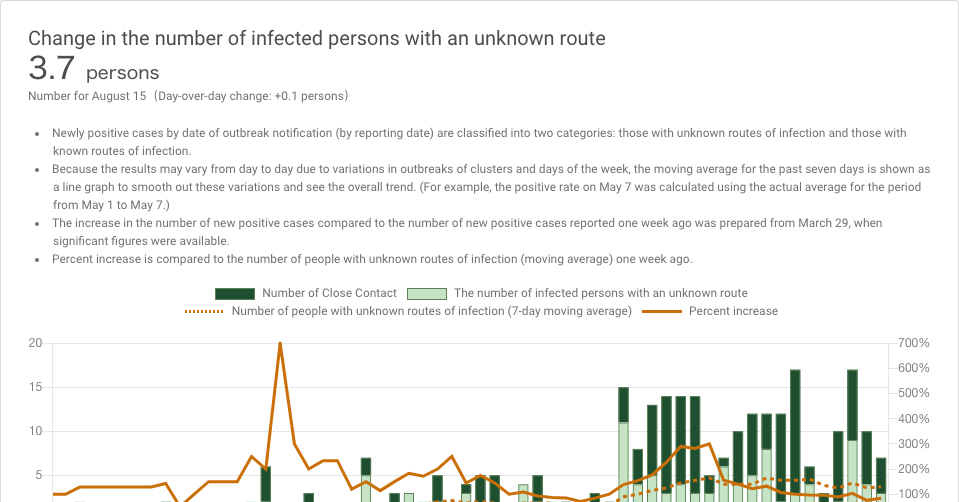 Change in the number of infected persons with an unknown route
3.7 persons
Number for August 15 (Day-over-day change: +0.1 persons)
• Newly positive cases by date of outbreak notification (by reporting date) are classified into two categories: those with unknown routes of infection and those with
known routes of infection.
• Because the results may vary from day to day due to variations in outbreaks of clusters and days of the week, the moving average for the past seven days is shown as
a line graph to smooth out these variations and see the overall trend. (For example, the positive rate on May 7 was calculated using the actual average for the period
from May 1 to May 7.)
• The increase in the number of new positive cases compared to the number of new positive cases reported one week ago was prepared from March 29, when
significant figures were available.
• Percent increase is compared to the number of people with unknown routes of infection (moving average) one week ago.
Number of Close Contact The number of infected persons with an unknown route
Number of people with unknown routes of infection (7-day moving average) Percent increase
20 700%
600%
15 500%
400%
10 300%
5 200%
100%